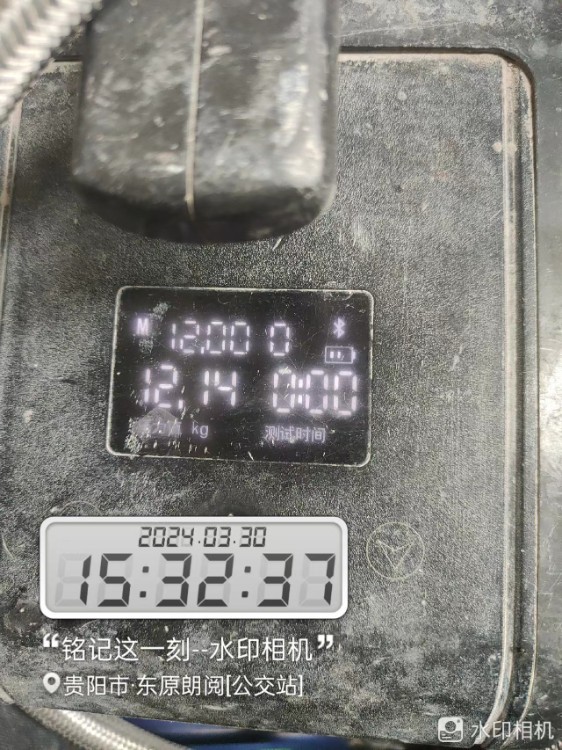 M 12.00 0
12.14 0:00
kg 测试时间
2024.03.30
15:32:37
“铭记这一刻--水印相机”
贵阳市·东原朗阅[公交站]
水印相机